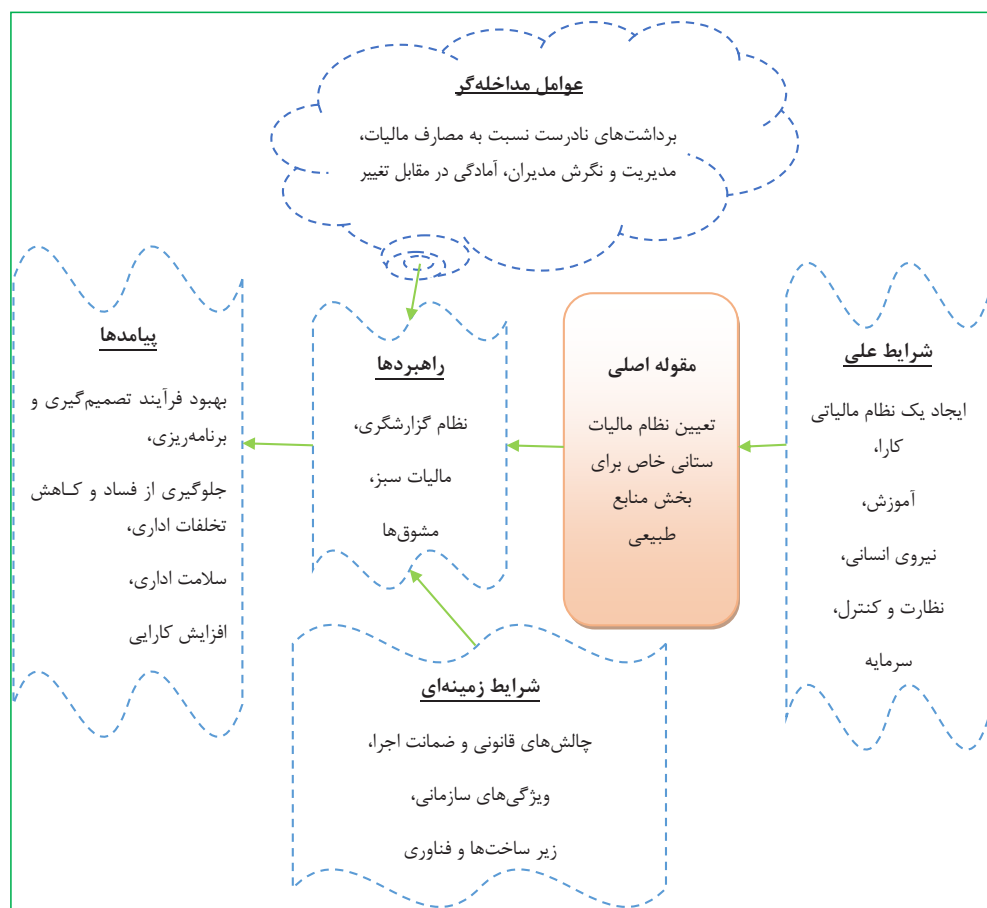 عوامل مداخله‌گر
برداشت‌های نادرست نسبت به مصارف مالیات،
مدیریت و نگرش مدیران، آمادگی در مقابل تغییر
شرایط علی
ایجاد یک نظام مالیاتی
کارا،
آموزش،
نیروی انسانی،
نظارت و کنترل،
سرمایه
مقوله اصلی
تعیین نظام مالیات
ستانی خاص برای
بخش منابع
طبیعی
راهبردها
نظام گزارشگری،
مالیات سبز،
مشوق‌ها
پیامدها
بهبود فرآیند تصمیم‌گیری و
برنامه‌ریزی،
جلوگیری از فساد و کـاهش
تخلفات اداری،
سلامت اداری،
افزایش کارایی
شرایط زمینه‌ای
چالش‌های قانونی و ضمانت اجرا،
ویژگی‌های سازمانی،
زیر ساخت‌ها و فناوری